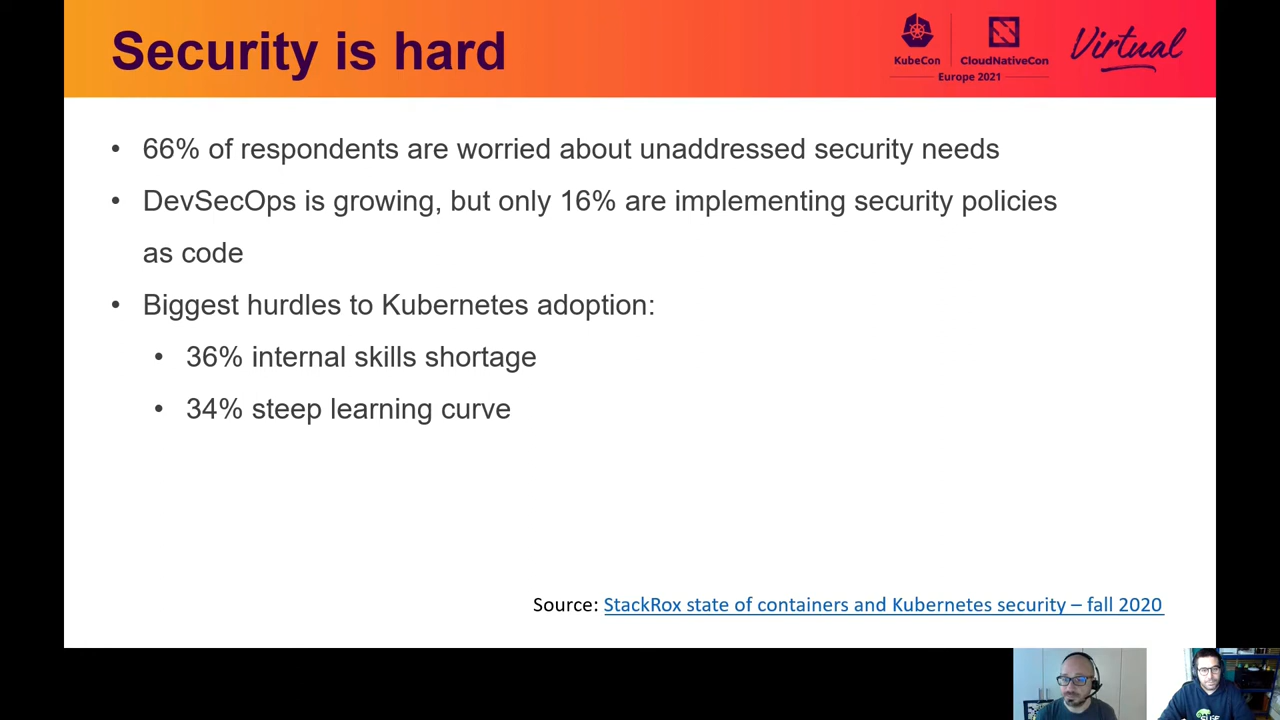 Security is hard
KubeCon
CloudNativeCon
Europe 2021
Virtual
• 66% of respondents are worried about unaddressed security needs
• DevSecOps is growing, but only 16% are implementing security policies
as code
• Biggest hurdles to Kubernetes adoption:
• 36% internal skills shortage
• 34% steep learning curve
Source: StackRox state of containers and Kubernetes security – fall 2020